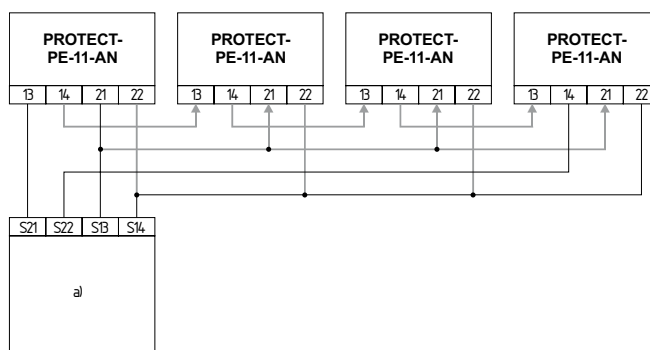 PROTECT-
PE-11-AN
13 14 21 22
PROTECT-
PE-11-AN
13 14 21 22
PROTECT-
PE-11-AN
13 14 21 22
PROTECT-
PE-11-AN
13 14 21 22
S21 S22 S13 S14
a)